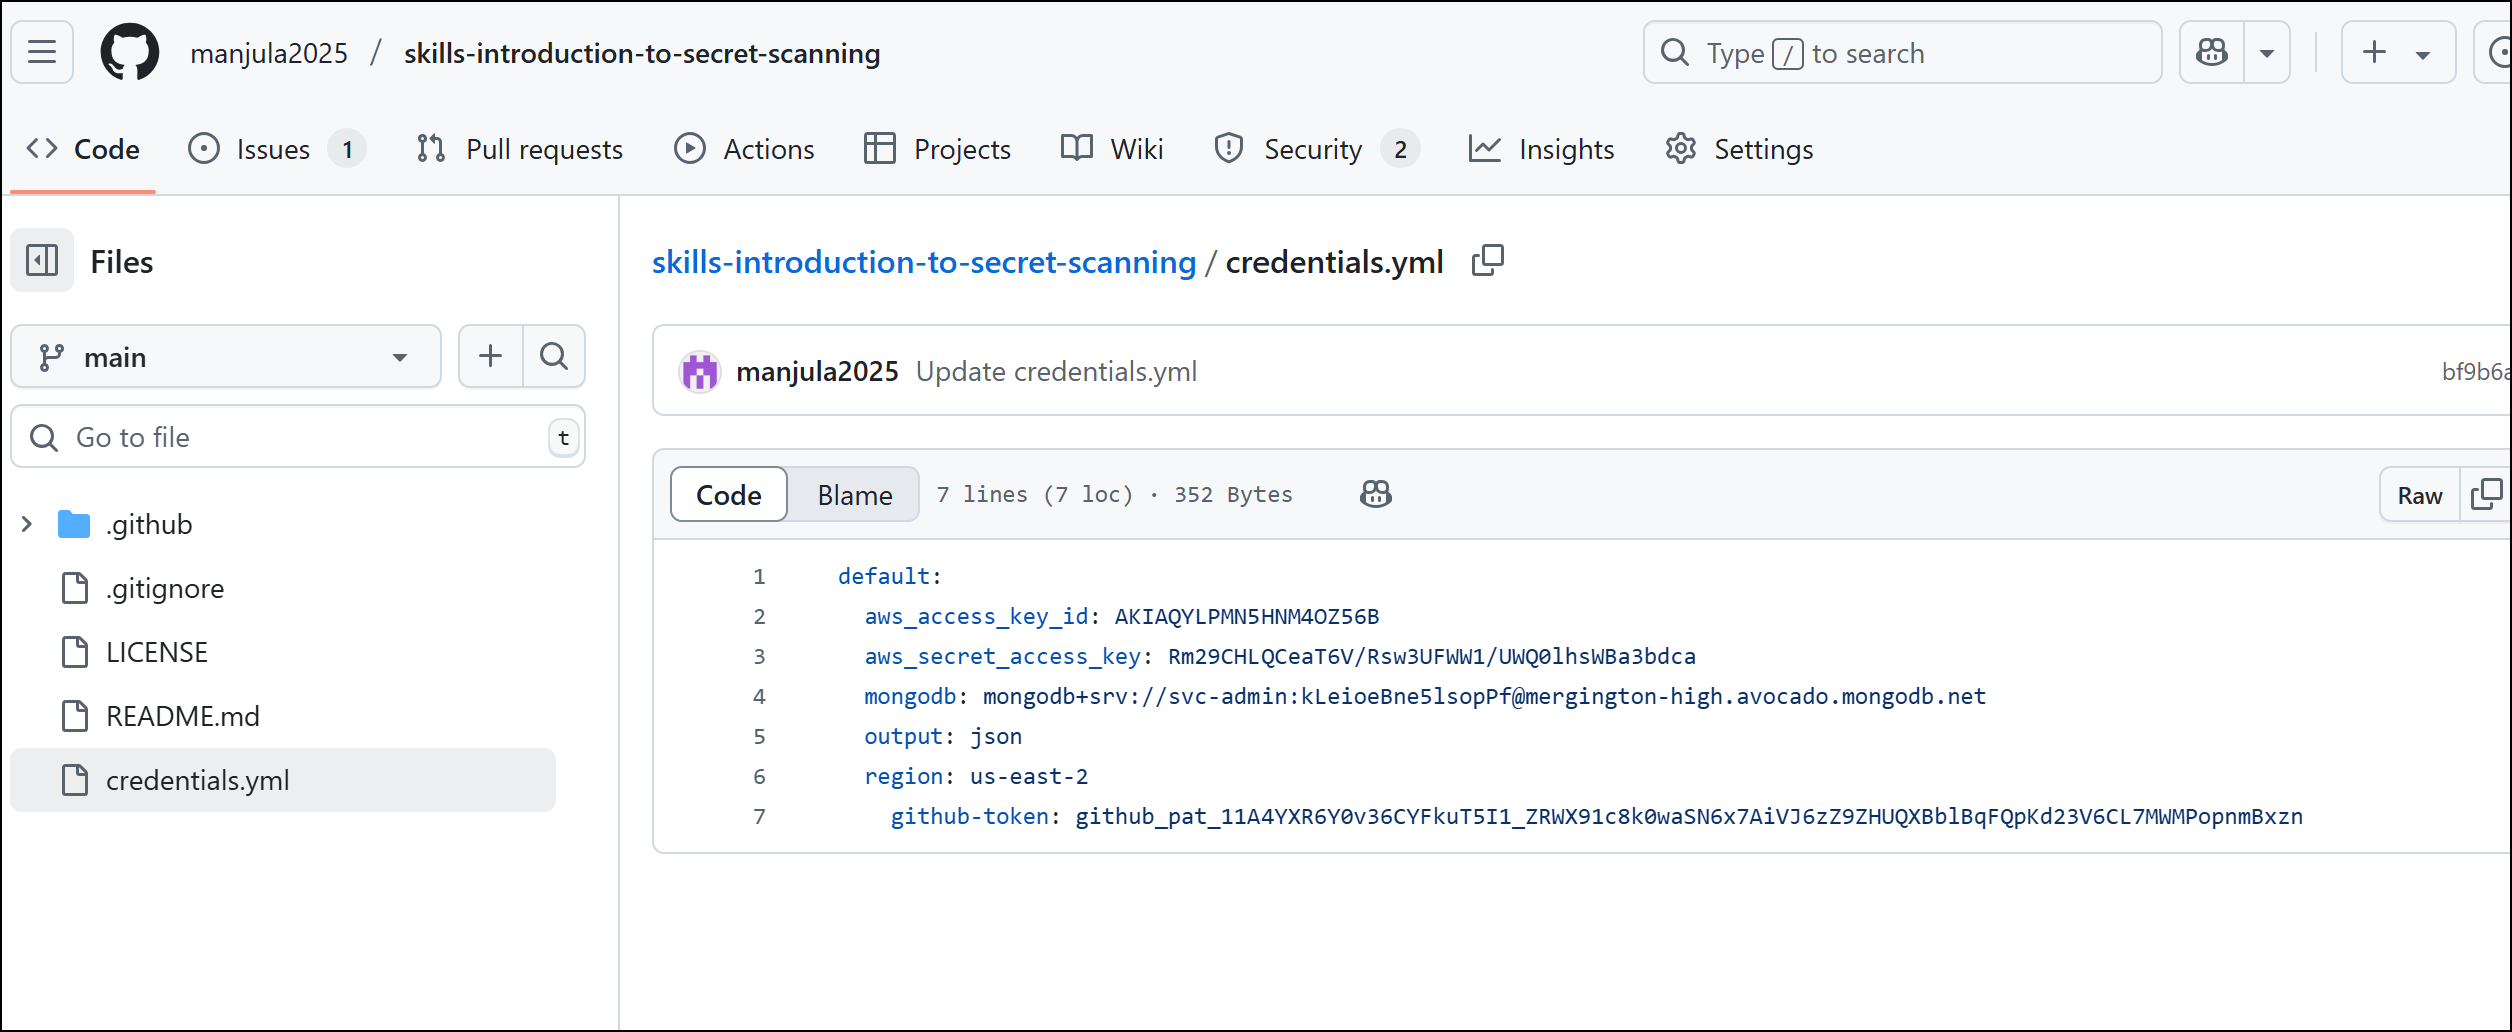 manjula2025 / skills-introduction-to-secret-scanning
Type / to search
Code Issues 1 Pull requests Actions Projects Wiki Security 2 Insights Settings
Files
main
Go to file t
.github
.gitignore
LICENSE
README.md
credentials.yml
skills-introduction-to-secret-scanning / credentials.yml
manjula2025 Update credentials.yml bf9b6a
Code Blame 7 lines (7 loc) · 352 Bytes Raw
1 default:
2 aws_access_key_id: AKIAQYLPMN5HNM4OZ56B
3 aws_secret_access_key: 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
4 mongodb: mongodb+srv://svc-admin:kLeioeBne5lsopPf@mergington-high.avocado.mongodb.net
5 output: json
6 region: us-east-2
7 github-token: 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